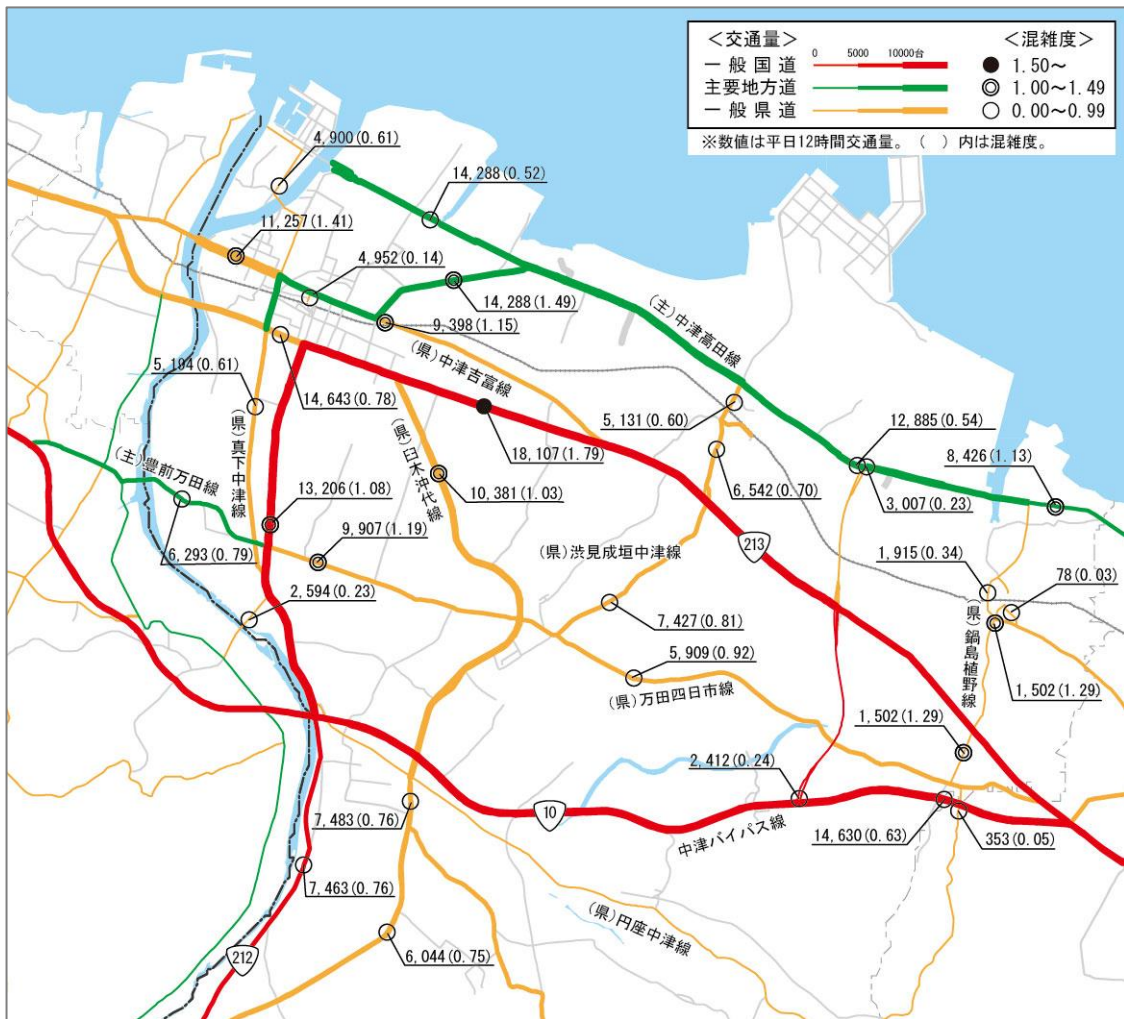 ＜交通量＞
0 5000 10000台
＜混雑度＞
一般国道
● 1.50～
主要地方道
◎ 1.00～1.49
一般県道
○ 0.00～0.99
※数値は平日12時間交通量。（ ）内は混雑度。
4,900(0.61)
14,288(0.52)
11,257(1.41)
4,952(0.14)
14,288(1.49)
9,398(1.15)
(主)中津高田線
(県)中津吉富線
5,194(0.61)
14,643(0.78)
5,131(0.60)
12,885(0.54)
18,107(1.79)
8,426(1.13)
(主)豊前万田線
(県)真下中津線
(県)臼木沖代線
13,206(1.08)
10,381(1.03)
6,542(0.70)
3,007(0.23)
9,907(1.19)
6,293(0.79)
213
(県)渋見成垣中津線
1,915(0.34)
2,594(0.23)
78(0.03)
7,427(0.81)
(県)鍋島植野線
5,909(0.92)
(県)万田四日市線
1,502(1.29)
1,502(1.29)
2,412(0.24)
7,483(0.76)
10
中津バイパス線
14,630(0.63)
353(0.05)
7,463(0.76)
(県)円座中津線
6,044(0.75)
212